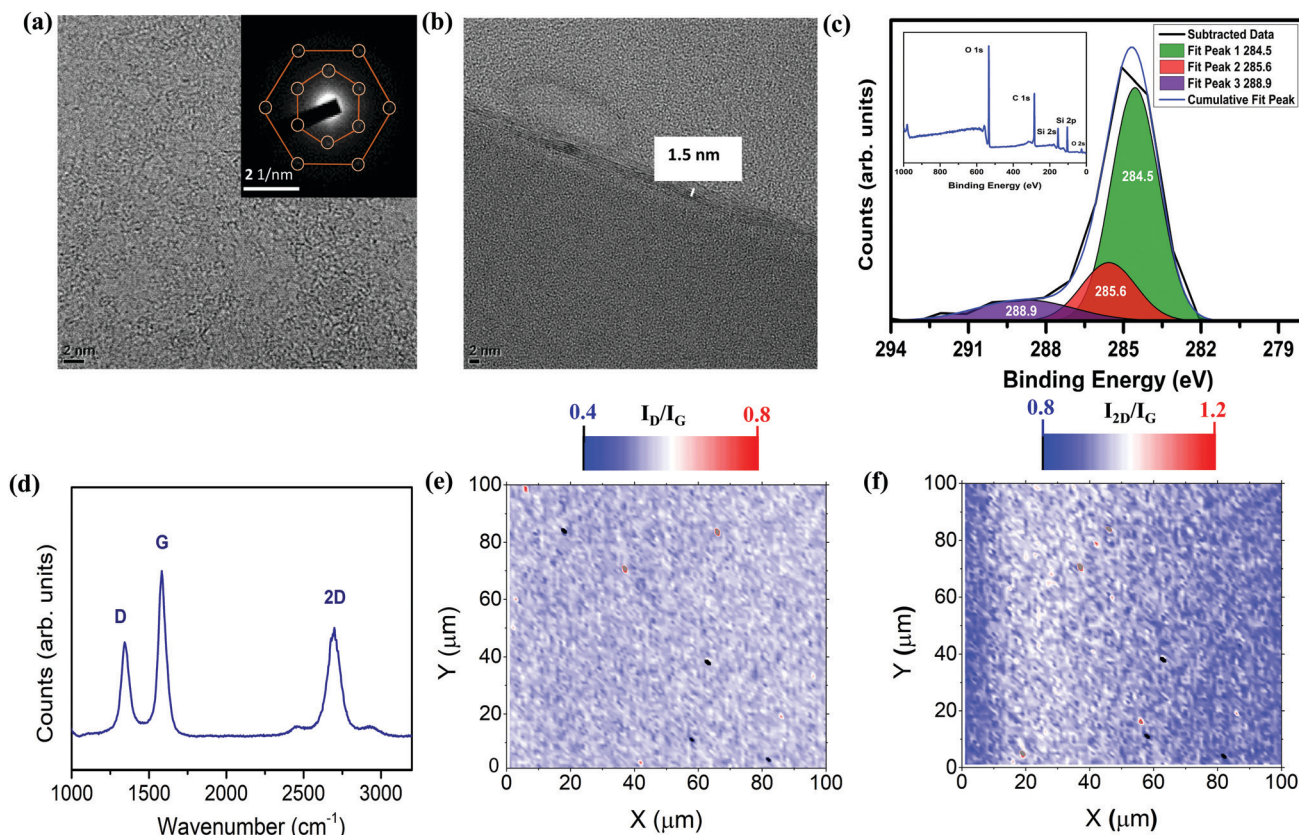 (a)
2 1/nm
2 nm
(b)
1.5 nm
2 nm
(c)
Counts (arb. units)
Subtracted Data
Fit Peak 1 284.5
Fit Peak 2 285.6
Fit Peak 3 288.9
Cumulative Fit Peak
O 1s
C 1s
Si 2s
Si 2p
O 2s
1000 800 600 400 200 0
Binding Energy (eV)
284.5
285.6
288.9
294 291 288 285 282 279
Binding Energy (eV)
(d)
Counts (arb. units)
D
G
2D
1000 1500 2000 2500 3000
Wavenumber (cm⁻¹)
0.4 I_D/I_G 0.8
(e)
100
80
60
40
20
0
Y (μm)
0 20 40 60 80 100
X (μm)
0.8 I_2D/I_G 1.2
(f)
100
80
60
40
20
0
Y (μm)
0 20 40 60 80 100
X (μm)